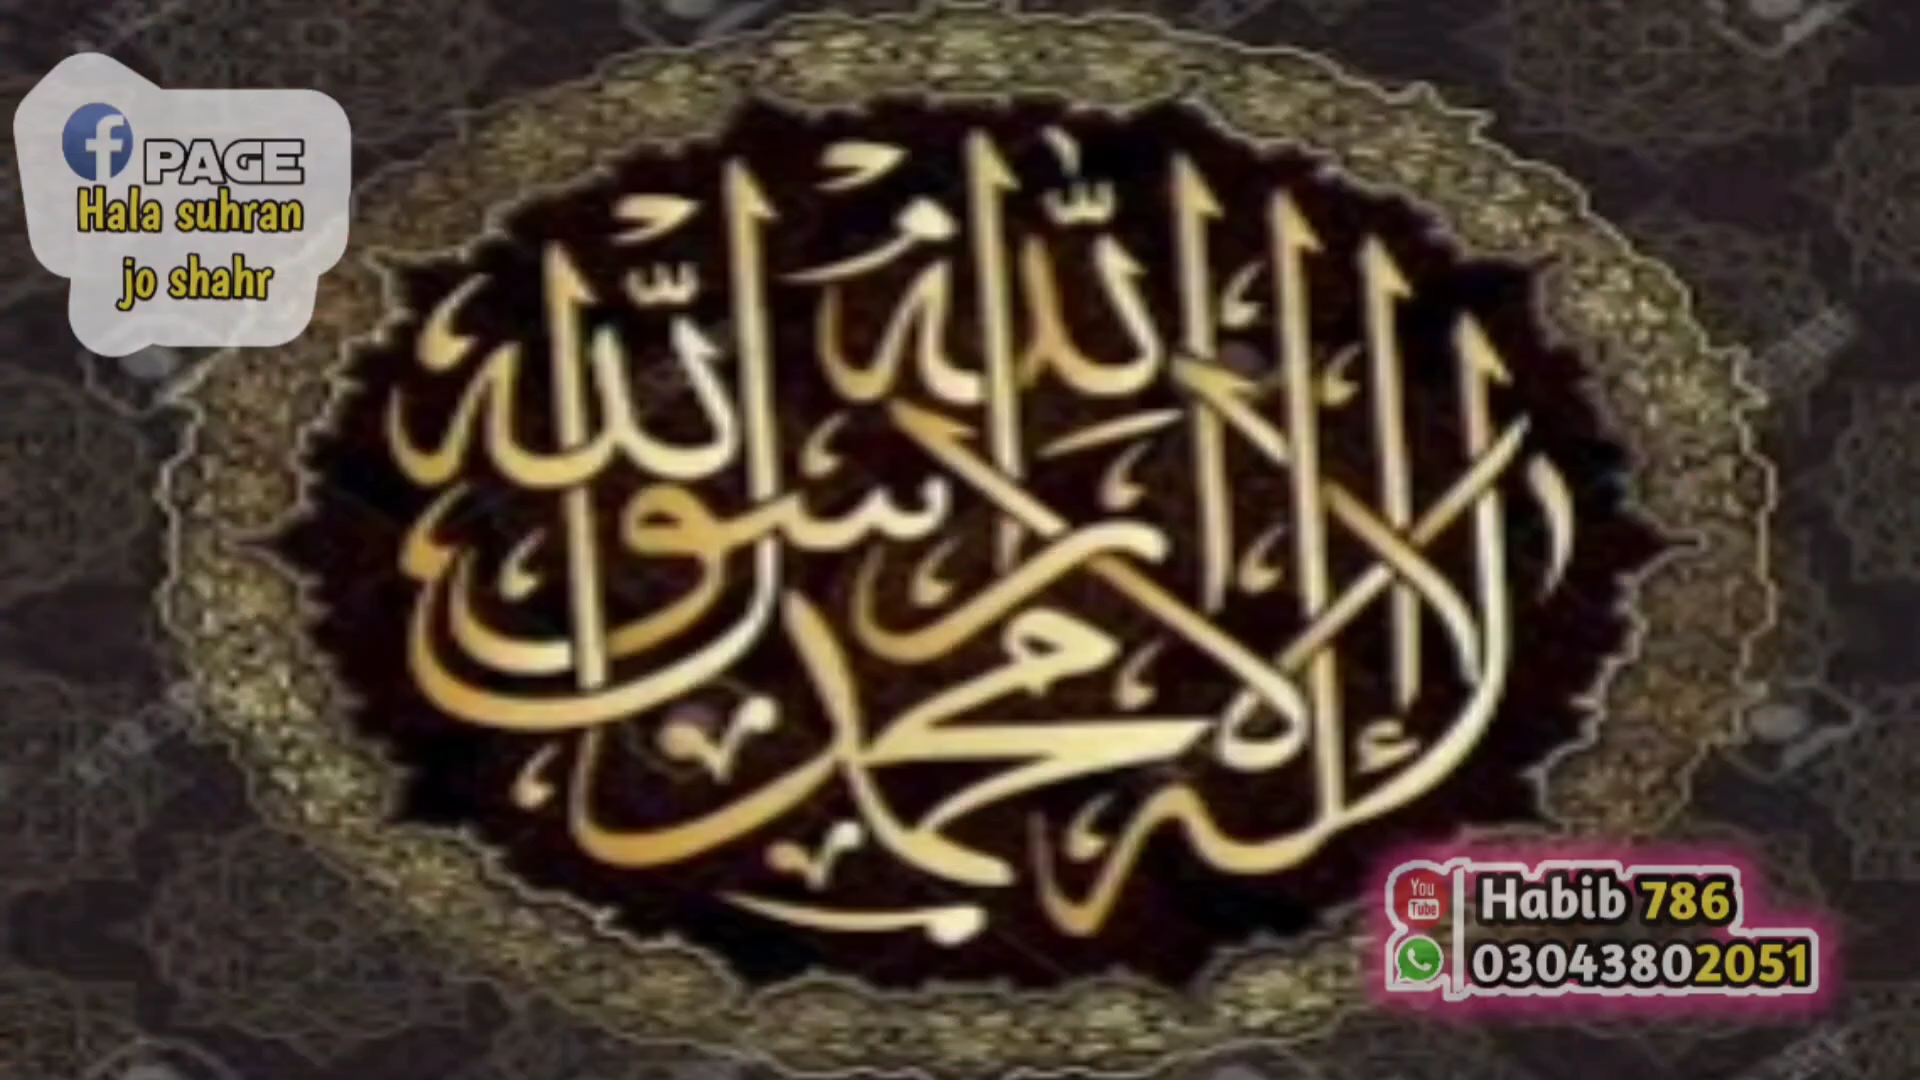 PAGE
Hala suhran
jo shahr
لا إله إلا الله
محمد رسول الله
You
Tube
Habib 786
03043802051